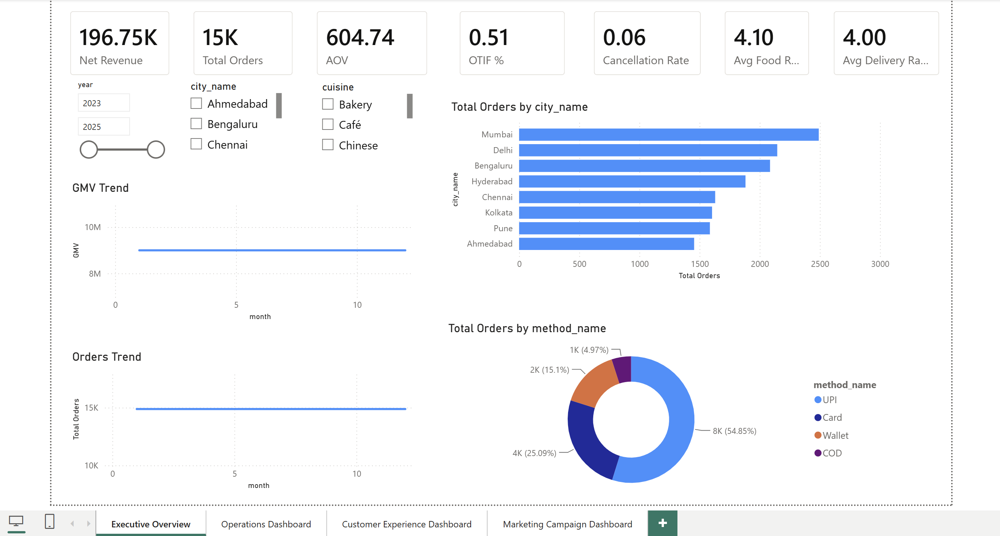 196.75K
Net Revenue
15K
Total Orders
604.74
AOV
0.51
OTIF %
0.06
Cancellation Rate
4.10
Avg Food R...
4.00
Avg Delivery Ra...
year
2023
2025
city_name
Ahmedabad
Bengaluru
Chennai
cuisine
Bakery
Café
Chinese
Total Orders by city_name
city_name
Mumbai
Delhi
Bengaluru
Hyderabad
Chennai
Kolkata
Pune
Ahmedabad
0 500 1000 1500 2000 2500 3000
Total Orders
GMV Trend
GMV
10M
8M
0 5 10
month
Orders Trend
Total Orders
15K
10K
0 5 10
month
Total Orders by method_name
1K (4.97%)
2K (15.1%)
4K (25.09%)
8K (54.85%)
method_name
UPI
Card
Wallet
COD
Executive Overview
Operations Dashboard
Customer Experience Dashboard
Marketing Campaign Dashboard
+